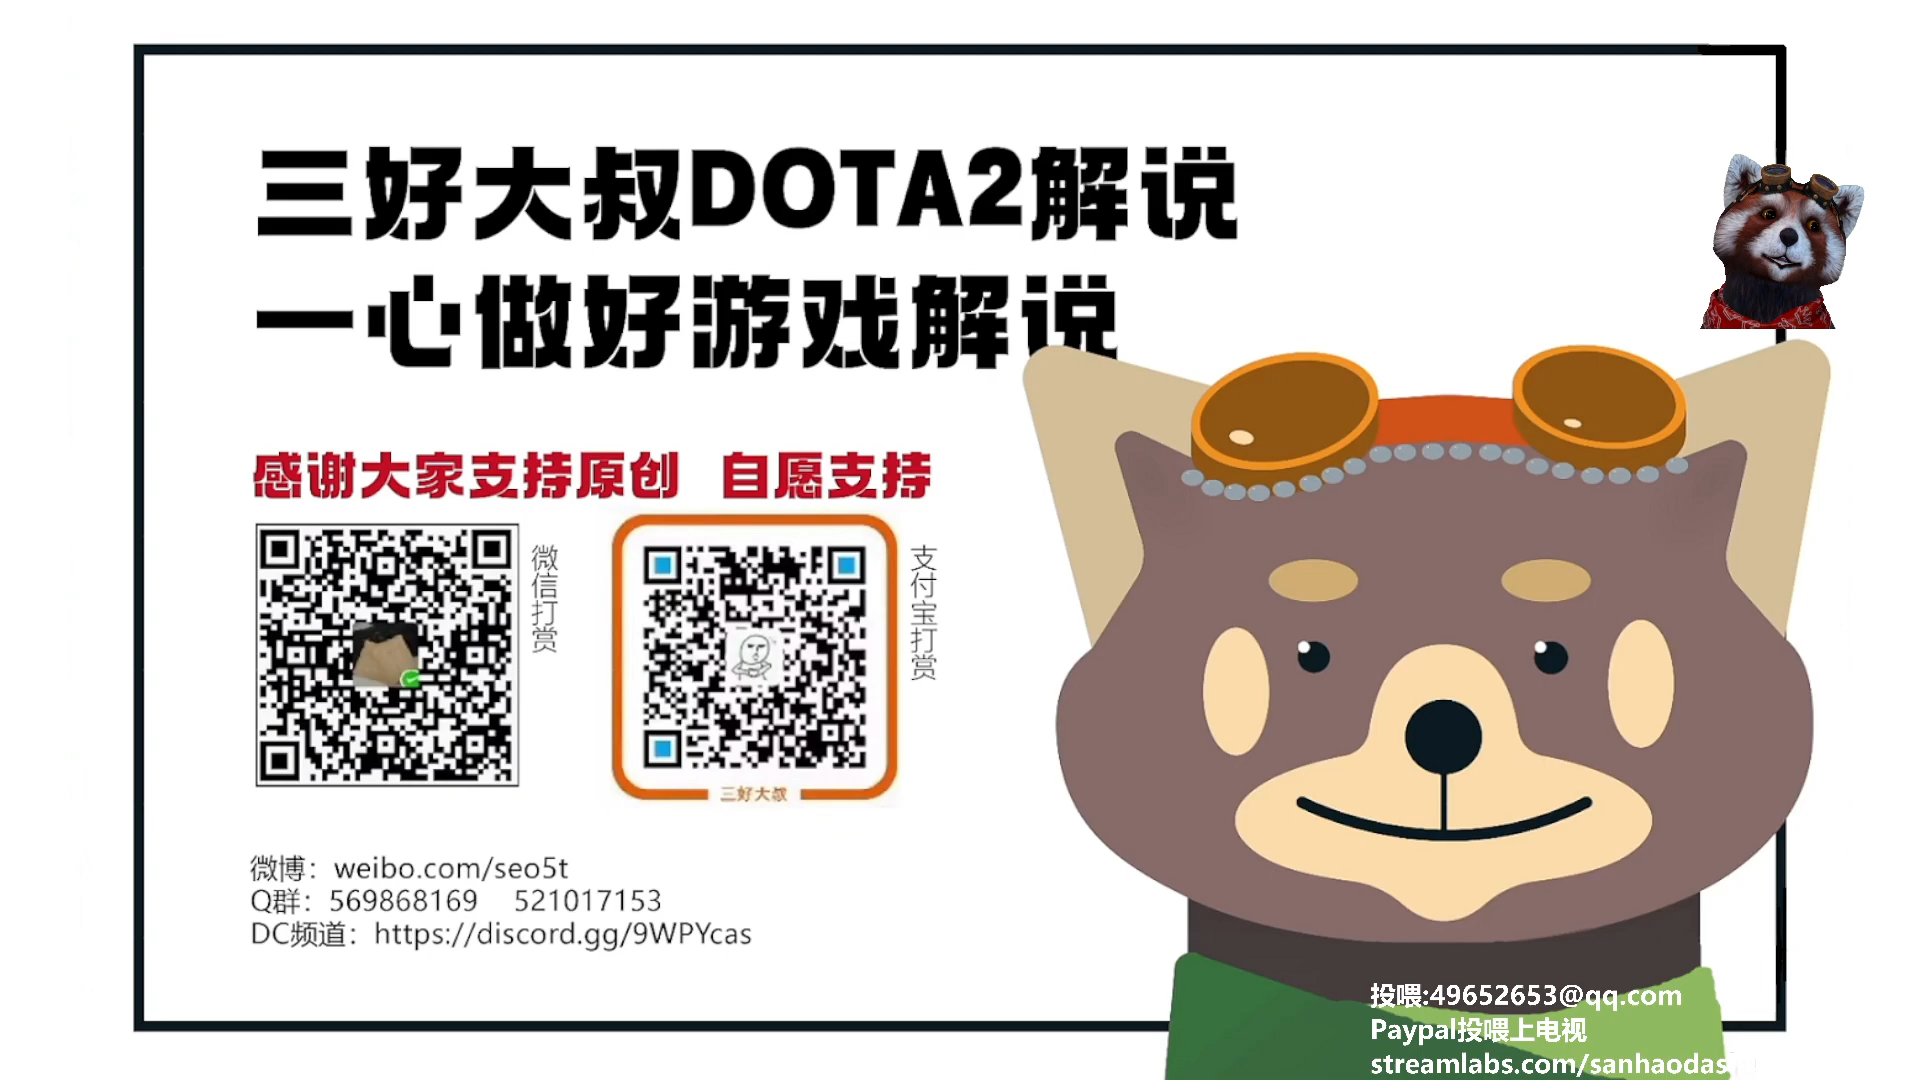 三好大叔DOTA2解说
一心做好游戏解说
感谢大家支持原创 自愿支持
微信打赏
支付宝打赏
三好大叔
微博：weibo.com/seo5t
Q群：569868169 521017153
DC频道：https://discord.gg/9WPYcas
投喂:49652653@qq.com
Paypal投喂上电视